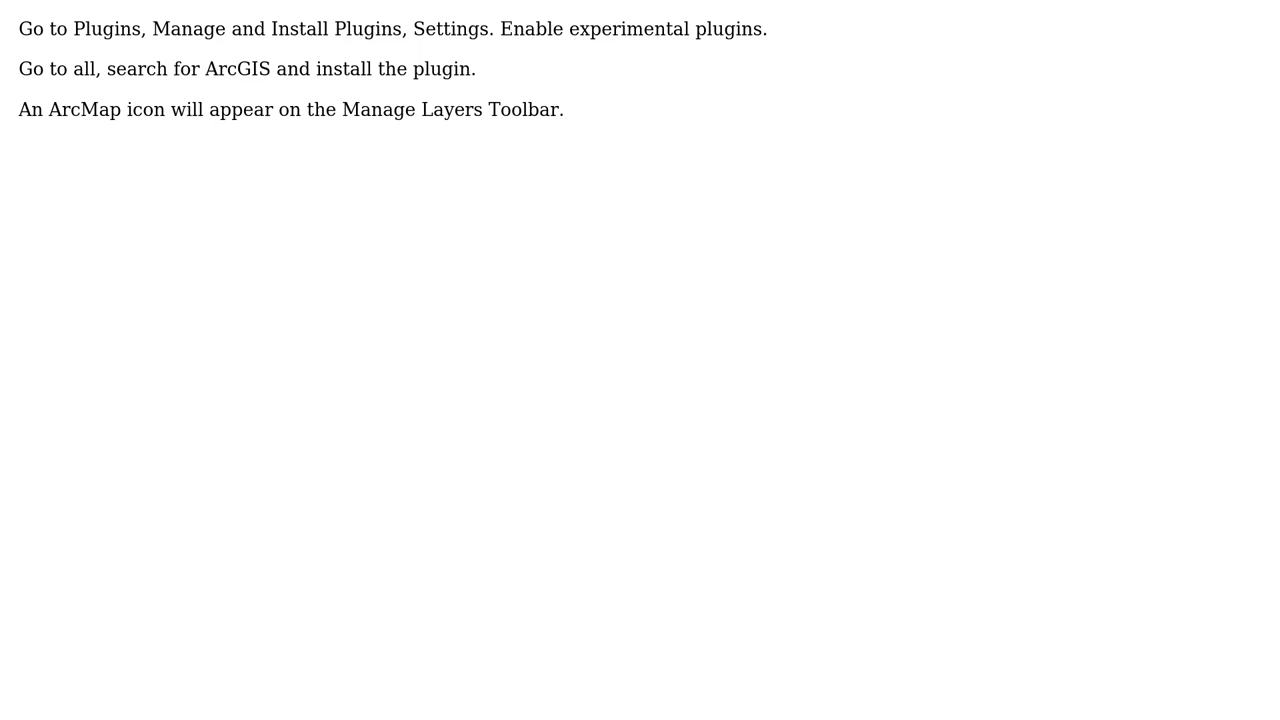 Go to Plugins, Manage and Install Plugins, Settings. Enable experimental plugins.
Go to all, search for ArcGIS and install the plugin.
An ArcMap icon will appear on the Manage Layers Toolbar.